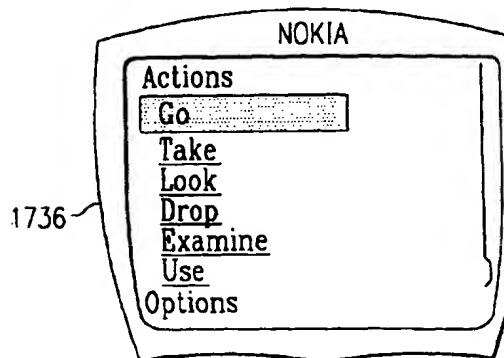 NOKIA
Actions
Go
Take
Look
Drop
Examine
1736
Use
Options